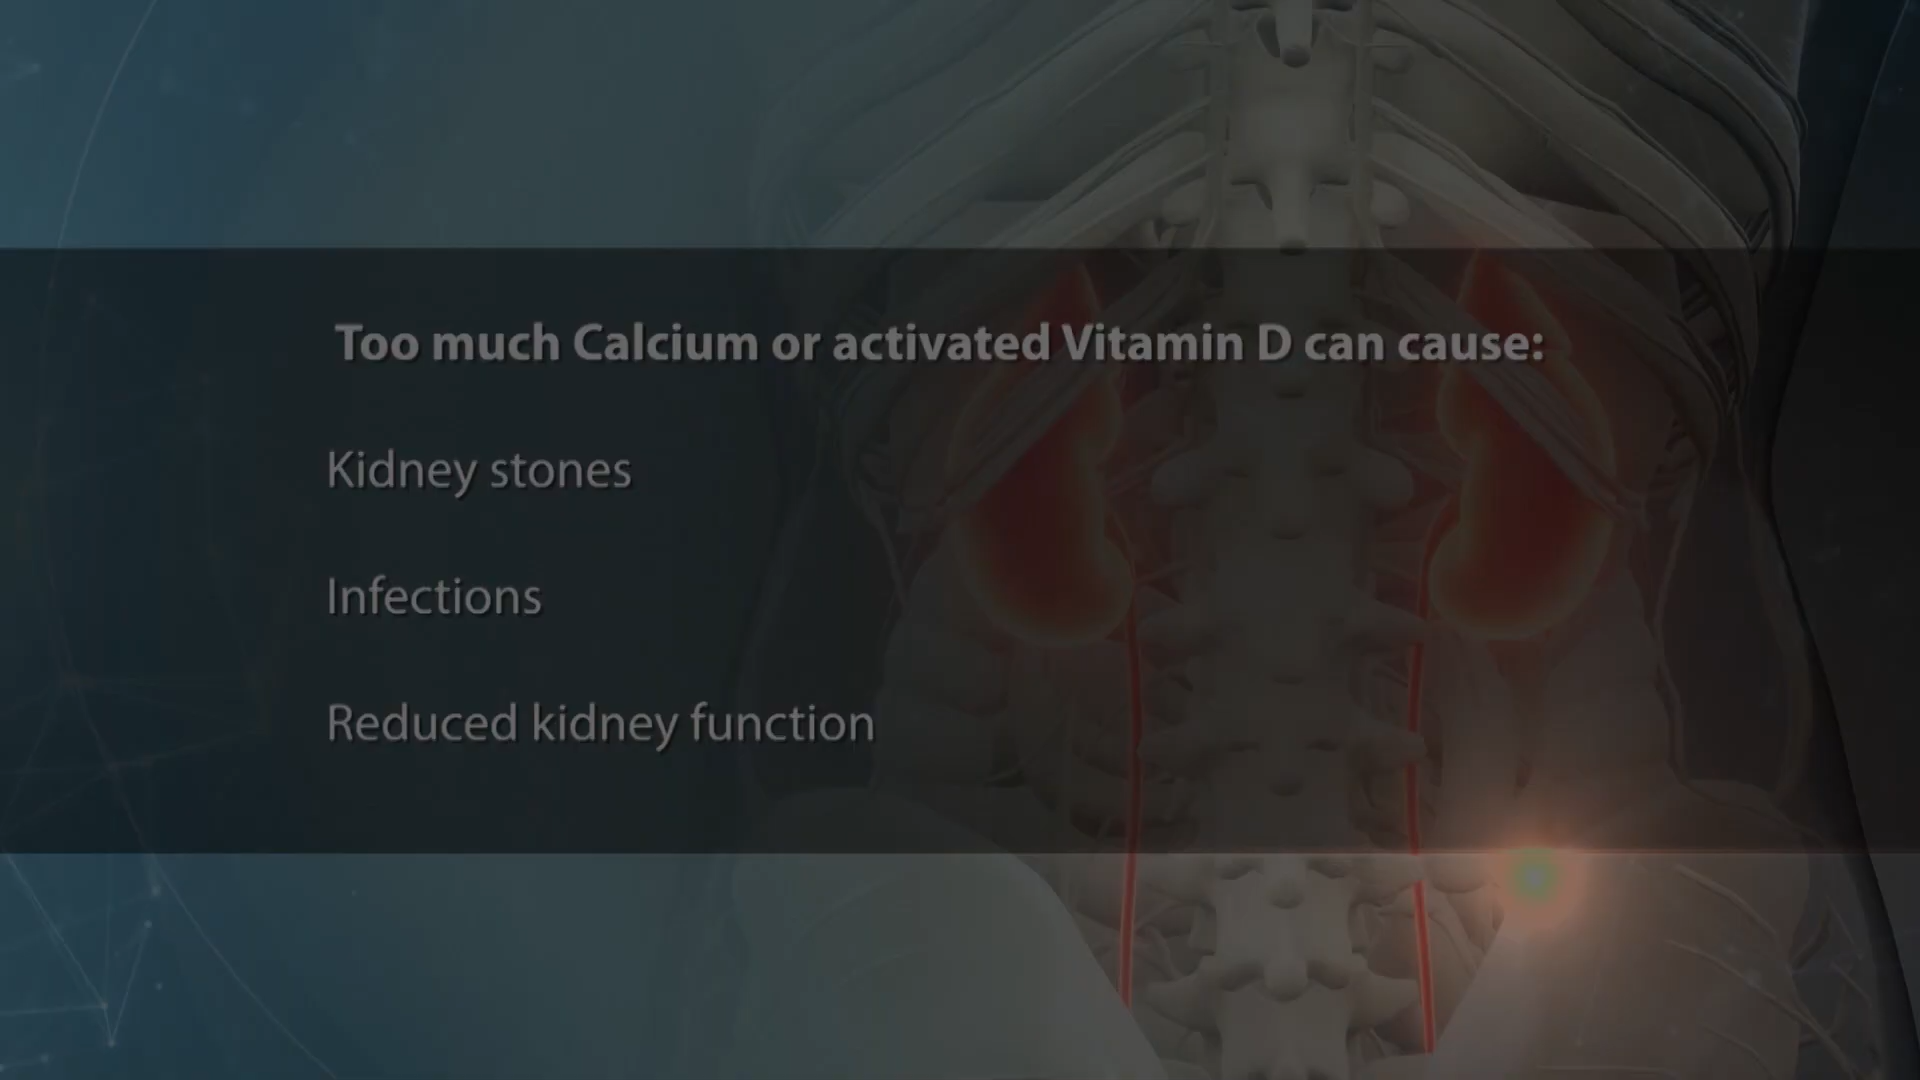 Too much Calcium or activated Vitamin D can cause:
Kidney stones
Infections
Reduced kidney function